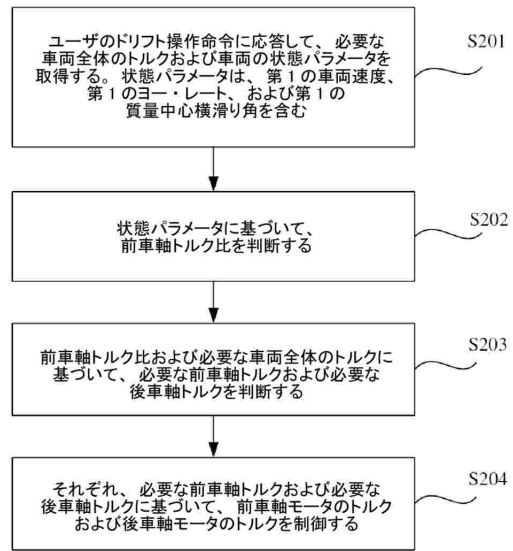 ユーザのドリフト操作命令に応答して、必要な
車両全体のトルクおよび車両の状態パラメータを
取得する。状態パラメータは、第1の車両速度、
第1のヨー・レート、および第1の
質量中心横滑り角を含む
S201
状態パラメータに基づいて、
前車軸トルク比を判断する
S202
前車軸トルク比および必要な車両全体のトルクに
基づいて、必要な前車軸トルクおよび必要な
後車軸トルクを判断する
S203
それぞれ、必要な前車軸トルクおよび必要な
後車軸トルクに基づいて、前車軸モータのトルク
および後車軸モータのトルクを制御する
S204